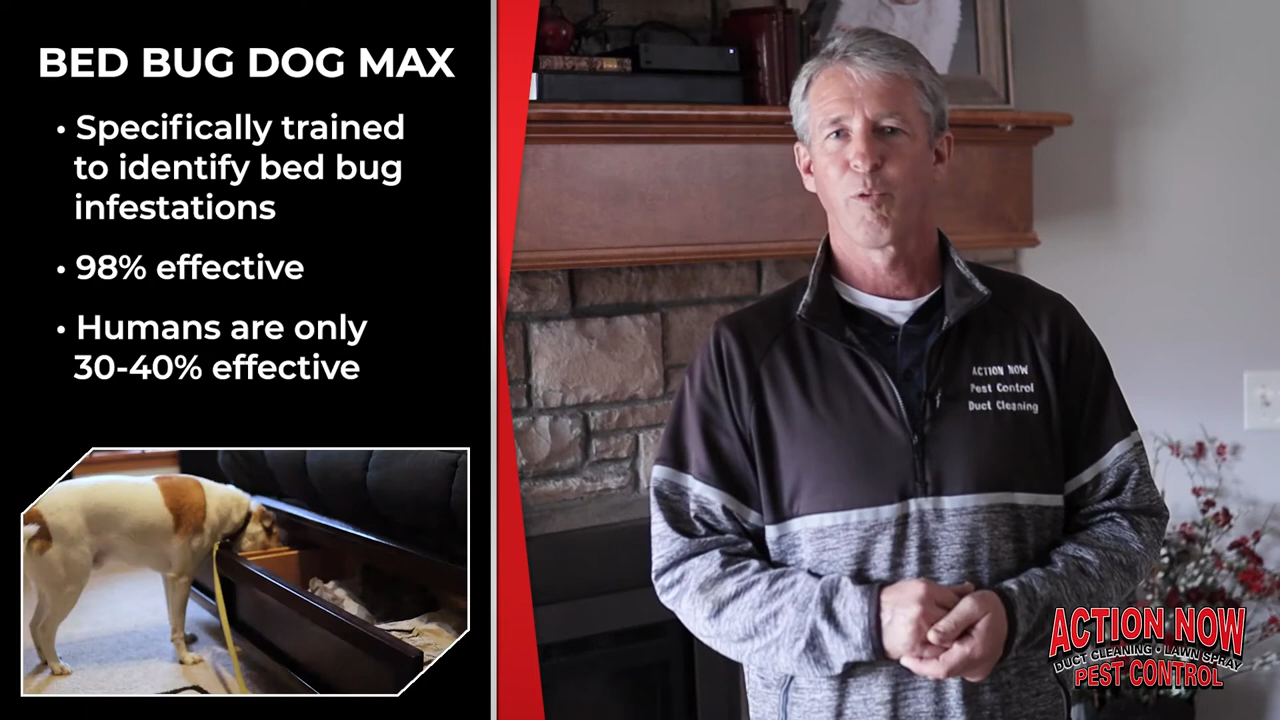 BED BUG DOG MAX
• Specifically trained
to identify bed bug
infestations
• 98% effective
• Humans are only
30-40% effective
ACTION NOW
Pest Control
Duct Cleaning
ACTION NOW
DUCT CLEANING • LAWN SPRAY
PEST CONTROL